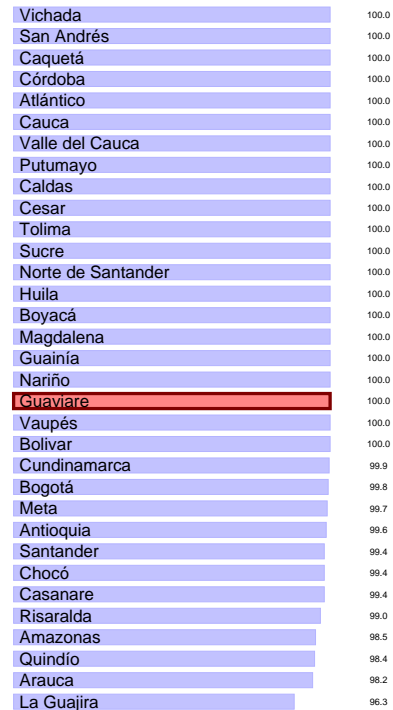 Vichada 100.0
San Andrés 100.0
Caquetá 100.0
Córdoba 100.0
Atlántico 100.0
Cauca 100.0
Valle del Cauca 100.0
Putumayo 100.0
Caldas 100.0
Cesar 100.0
Tolima 100.0
Sucre 100.0
Norte de Santander 100.0
Huila 100.0
Boyacá 100.0
Magdalena 100.0
Guainía 100.0
Nariño 100.0
Guaviare 100.0
Vaupés 100.0
Bolivar 100.0
Cundinamarca 99.9
Bogotá 99.8
Meta 99.7
Antioquia 99.6
Santander 99.4
Chocó 99.4
Casanare 99.4
Risaralda 99.0
Amazonas 98.5
Quindío 98.4
Arauca 98.2
La Guajira 96.3